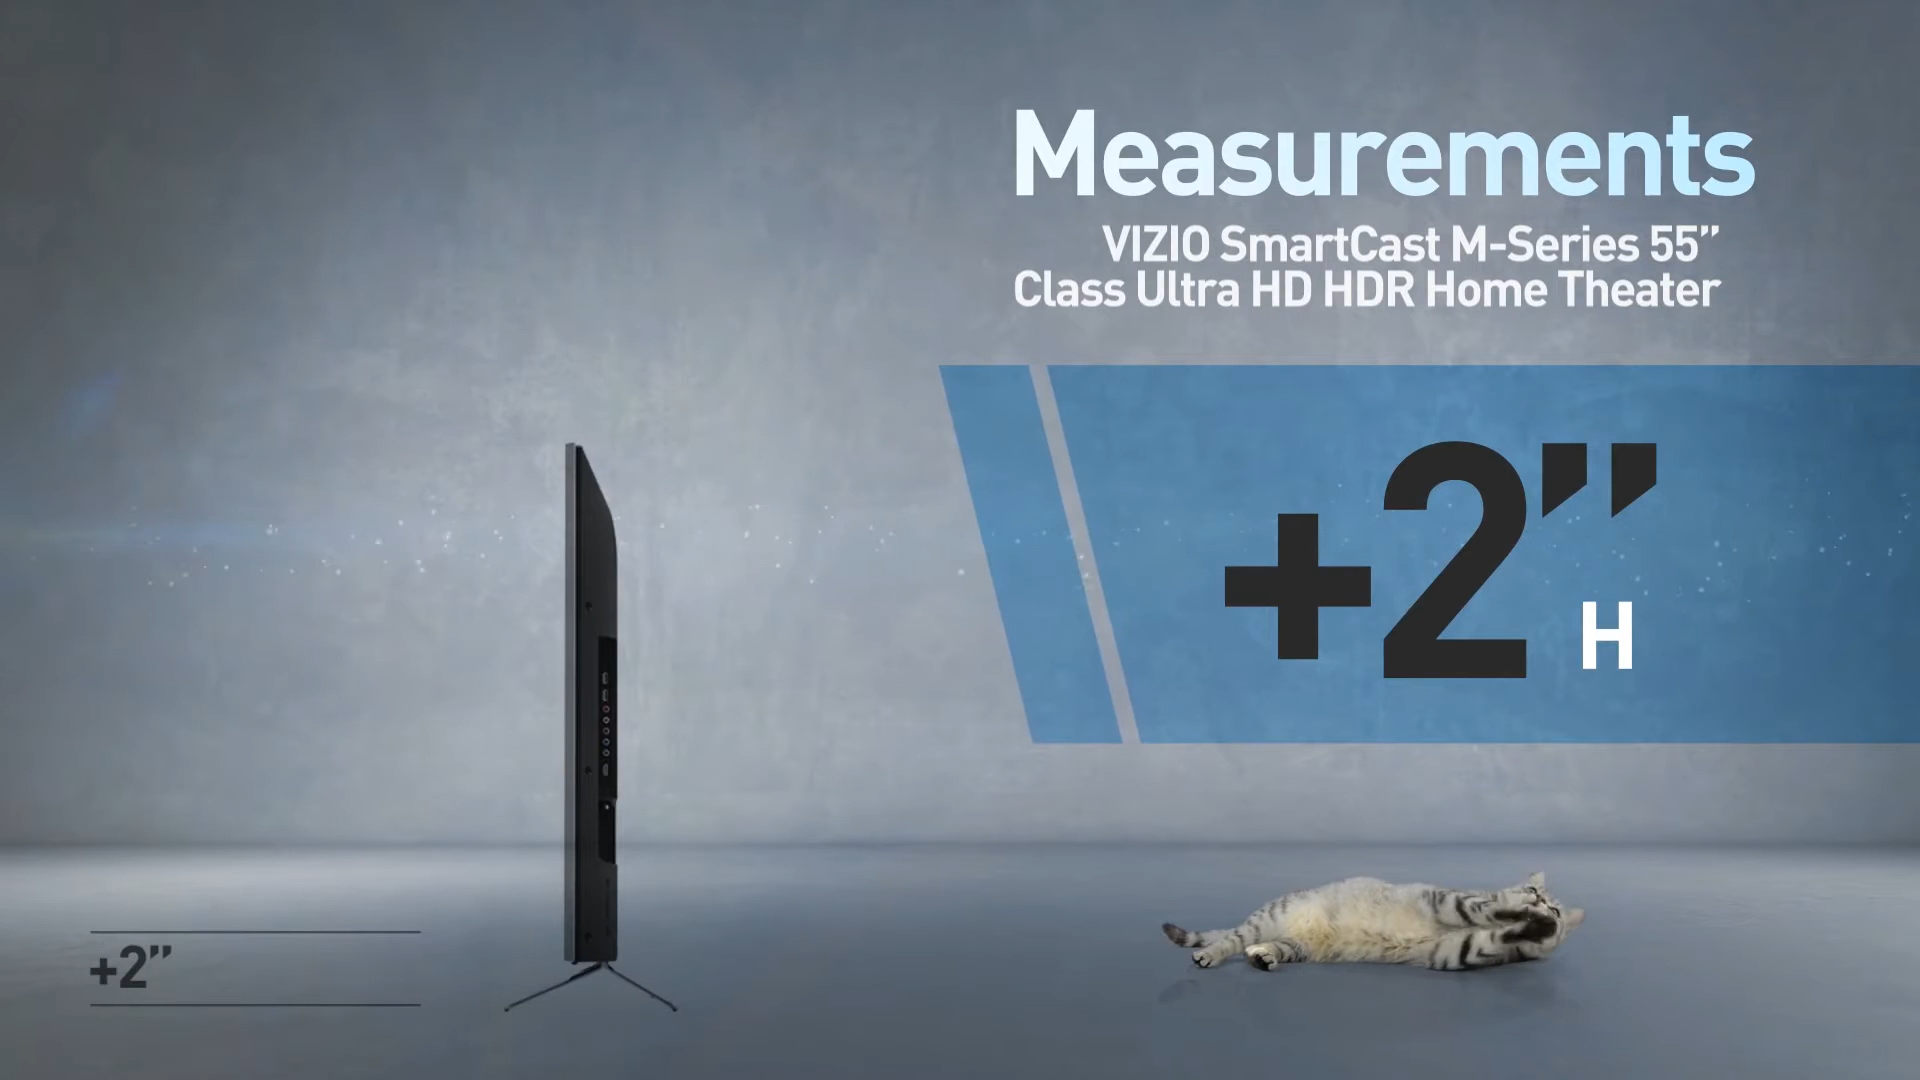 Measurements
VIZIO SmartCast M-Series 55”
Class Ultra HD HDR Home Theater
+2”
H
+2”